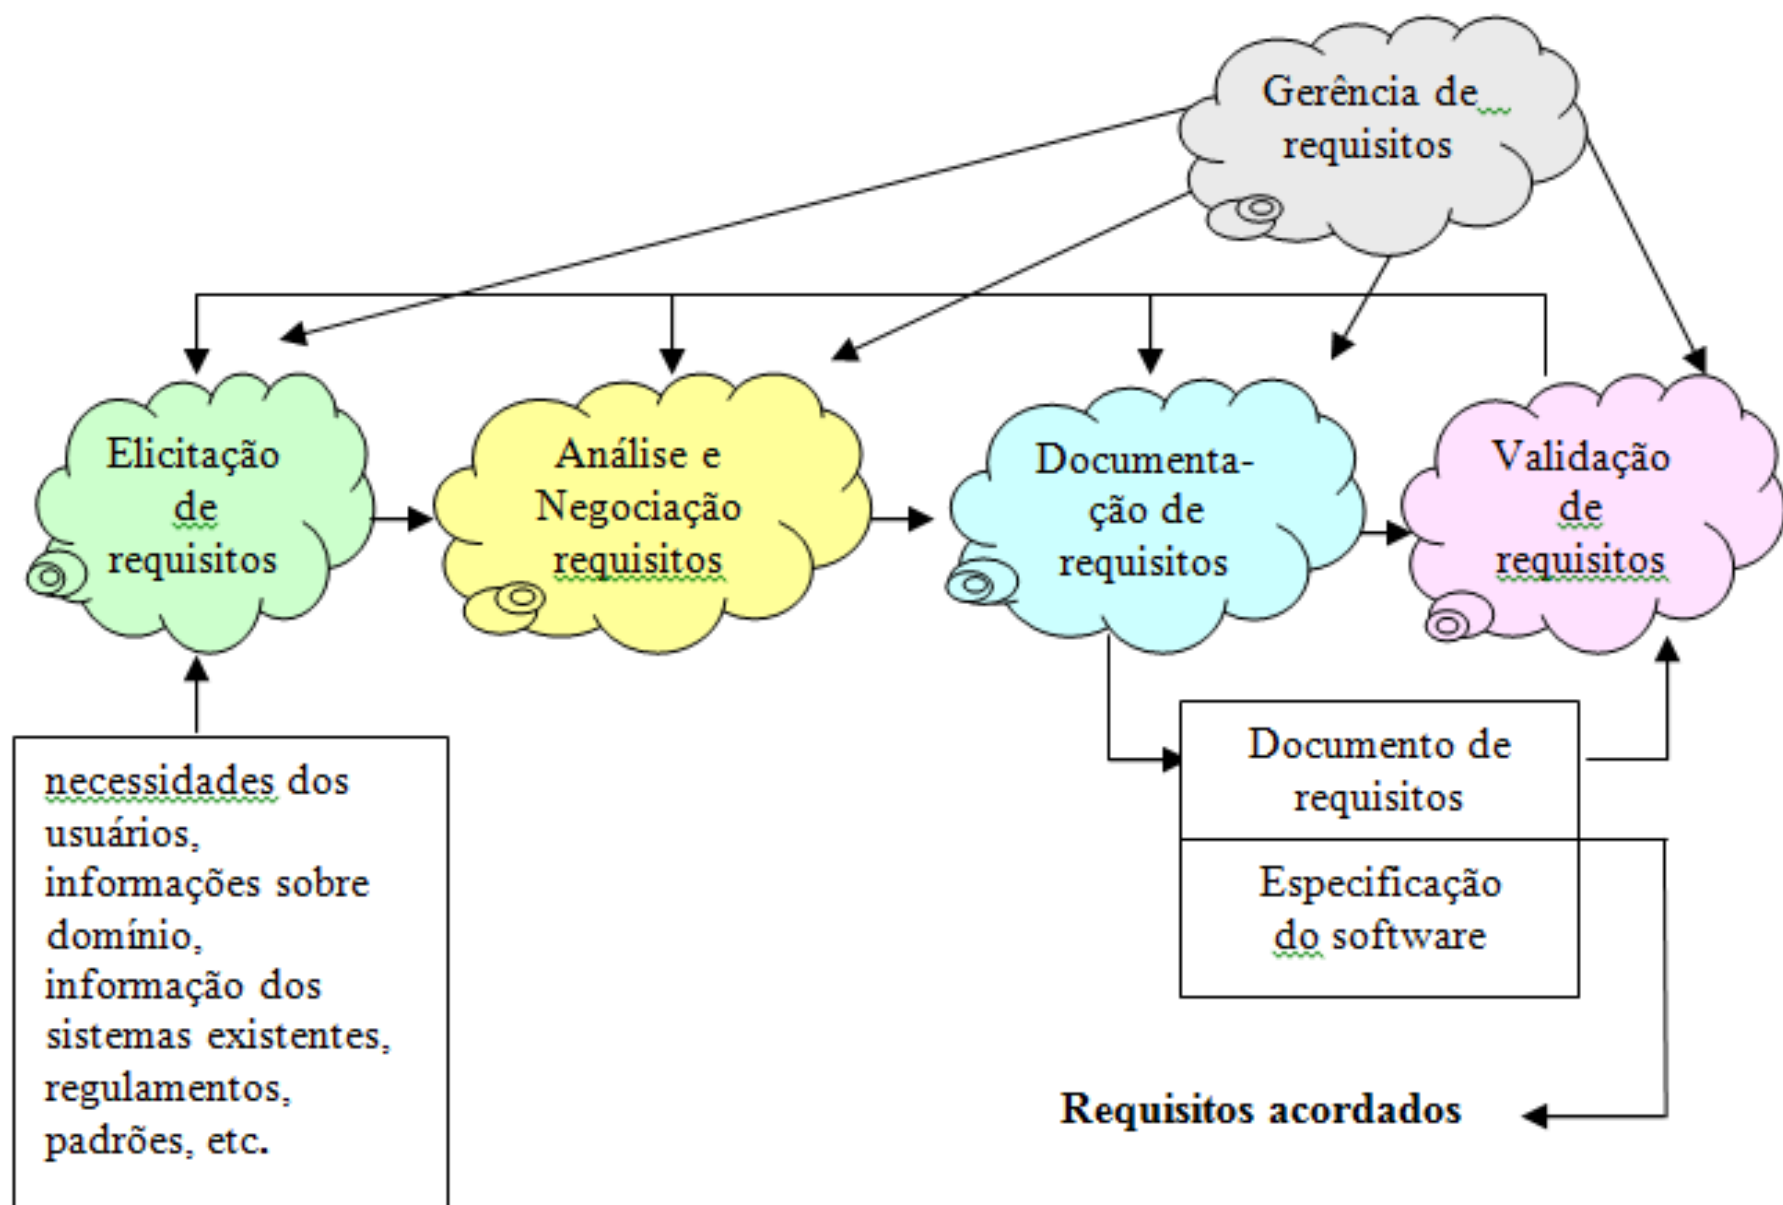 Gerência de
requisitos
Elicitação
de
requisitos
Análise e
Negociação
requisitos
Documenta-
ção de
requisitos
Validação
de
requisitos
necessidades dos
usuários,
informações sobre
domínio,
informação dos
sistemas existentes,
regulamentos,
padrões, etc.
Documento de
requisitos
Especificação
do software
Requisitos acordados